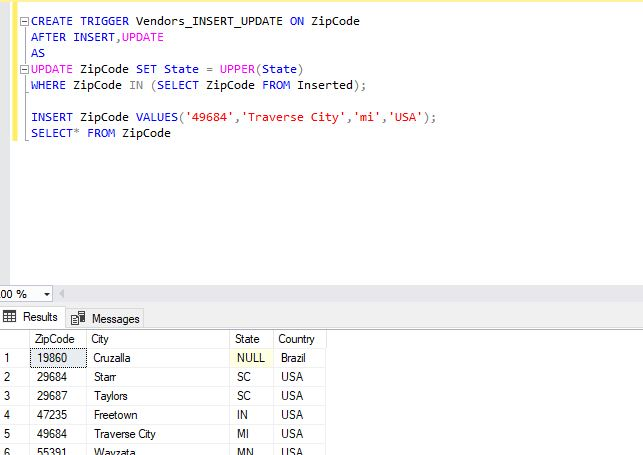 CREATE TRIGGER Vendors_INSERT_UPDATE ON ZipCode
AFTER INSERT,UPDATE
AS
UPDATE ZipCode SET State = UPPER(State)
WHERE ZipCode IN (SELECT ZipCode FROM Inserted);
INSERT ZipCode VALUES('49684','Traverse City','mi','USA');
SELECT* FROM ZipCode
00 %
Results Messages
ZipCode City State Country
1 19860 Cruzalla NULL Brazil
2 29684 Starr SC USA
3 29687 Taylors SC USA
4 47235 Freetown IN USA
5 49684 Traverse City MI USA
6 55391 Wayzata MN USA